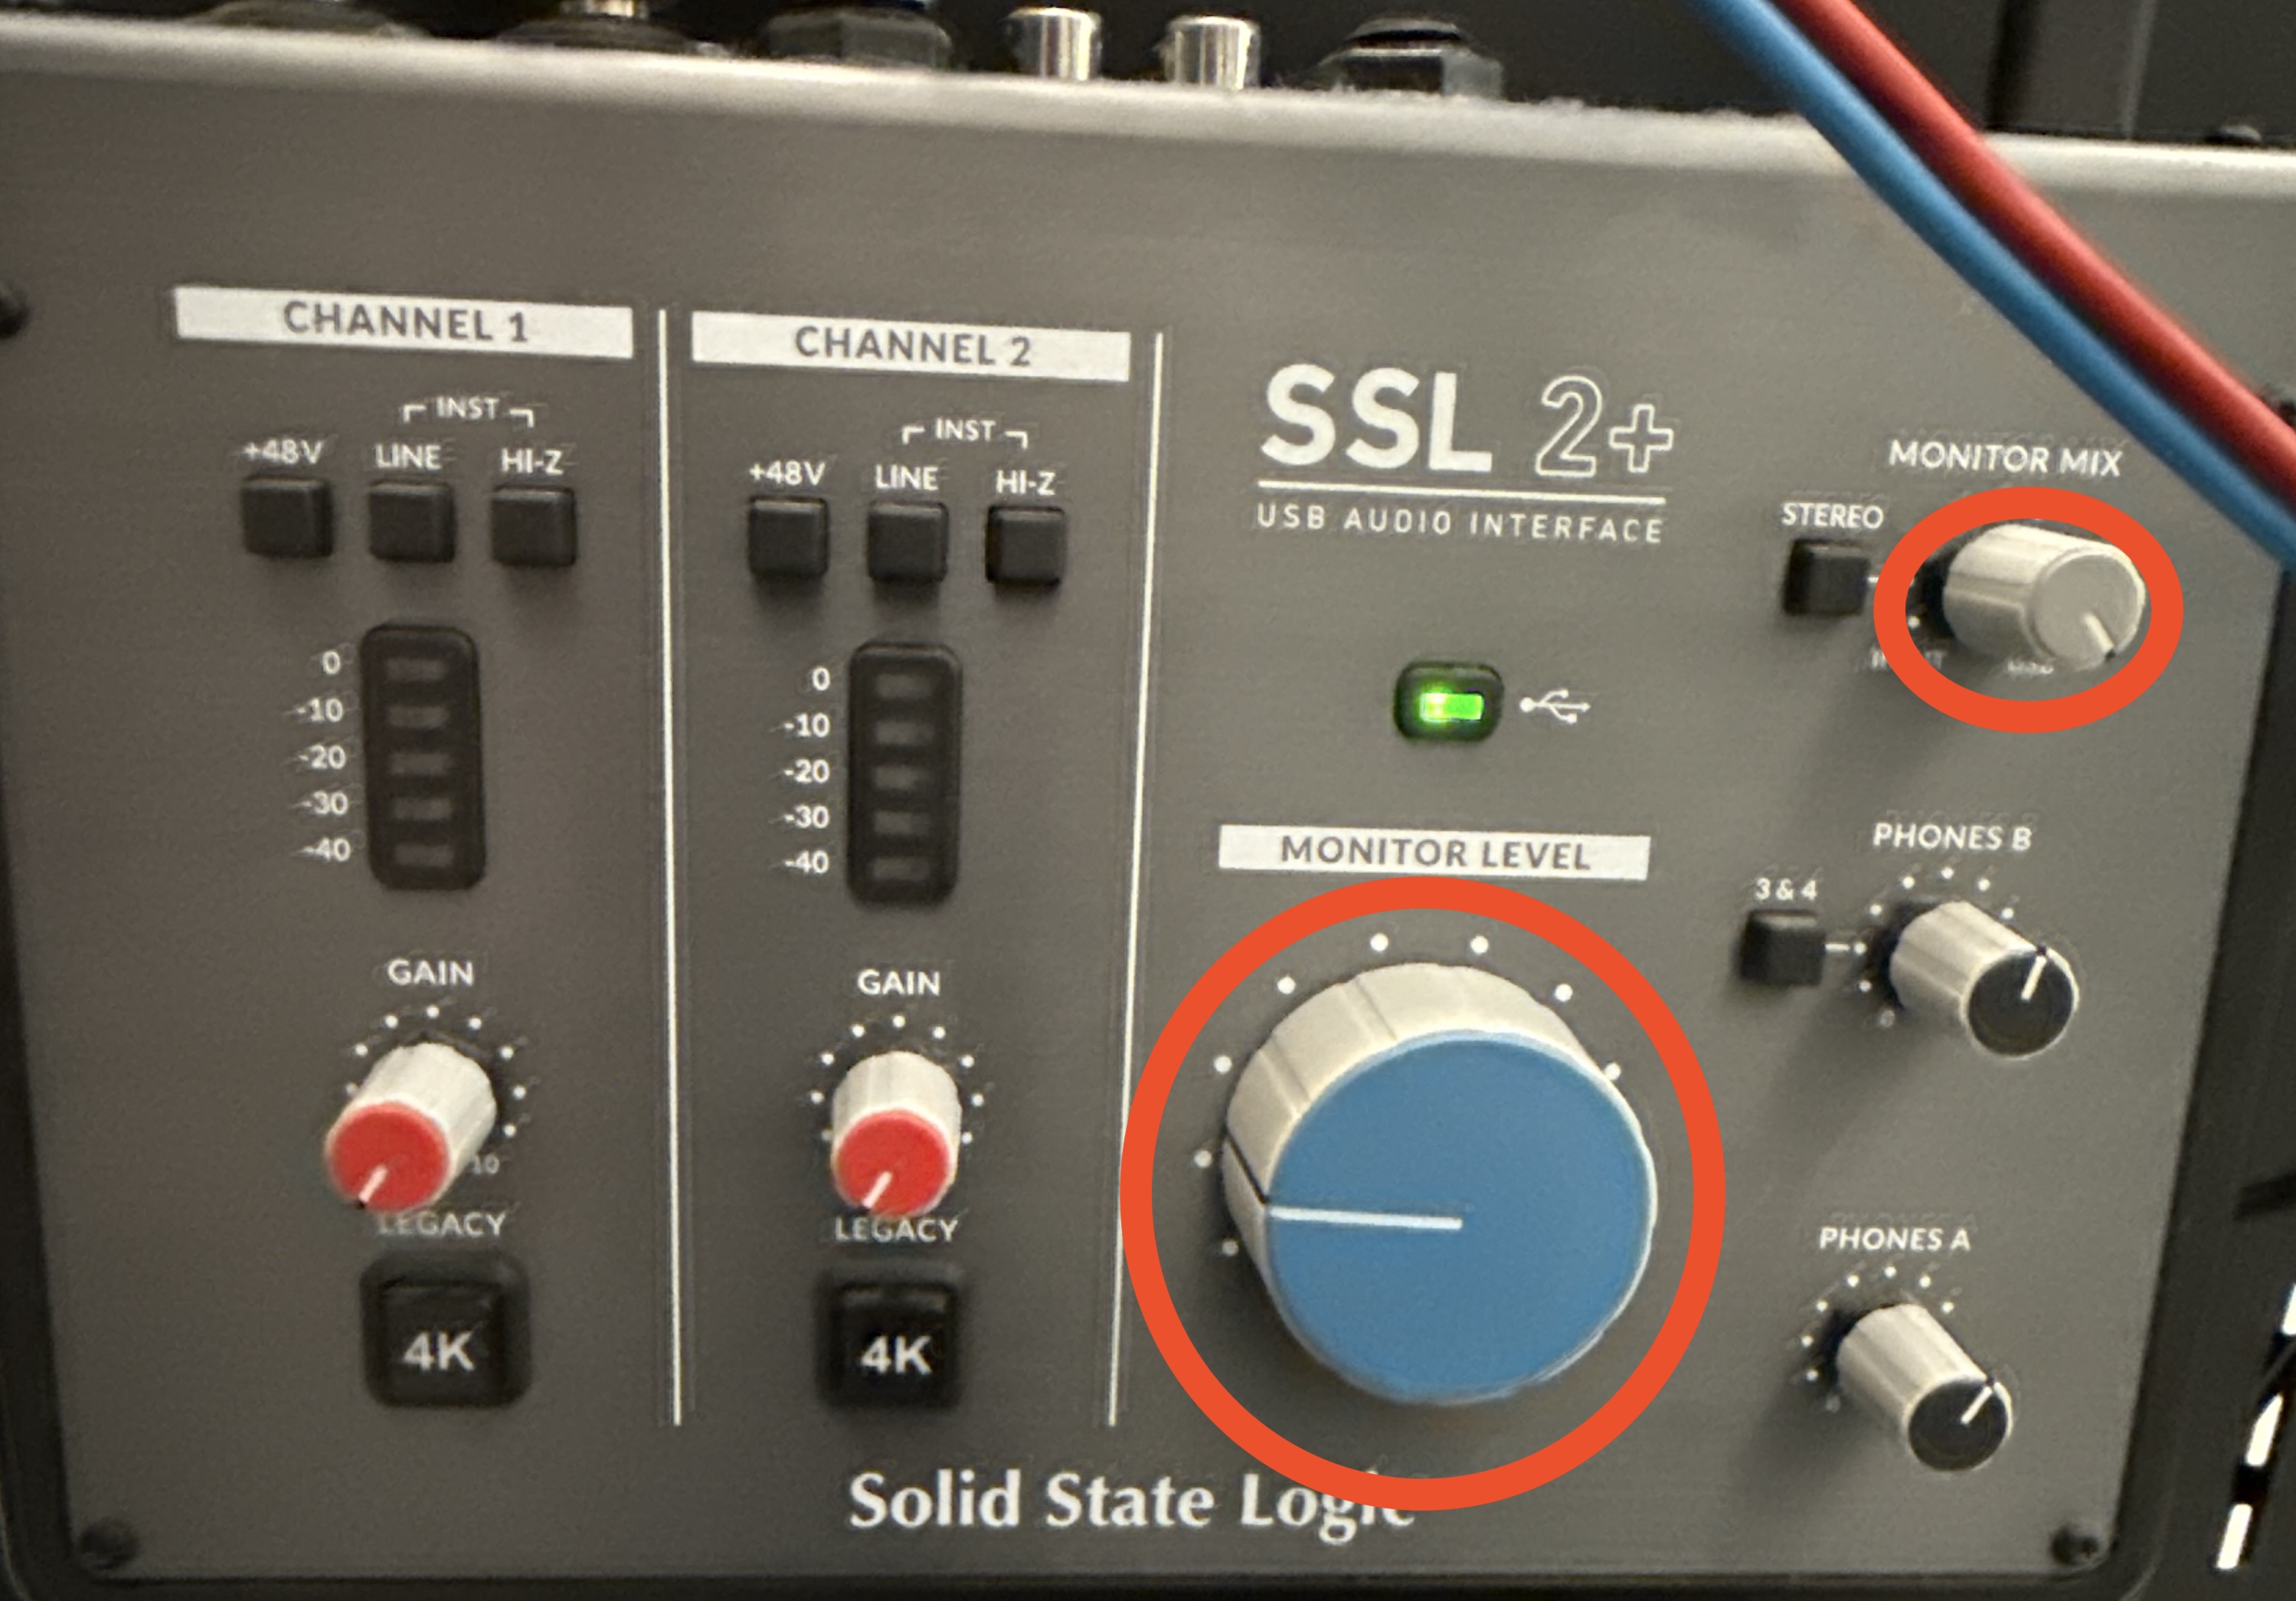 CHANNEL 1
INST
+48V LINE HI-Z
0
-10
-20
-30
-40
GAIN
10
LEGACY
4K
CHANNEL 2
INST
+48V LINE HI-Z
0
-10
-20
-30
-40
GAIN
LEGACY
4K
SSL 2+
USB AUDIO INTERFACE
MONITOR LEVEL
MONITOR MIX
STEREO
USB
PHONES B
3 & 4
PHONES A
Solid State Logic